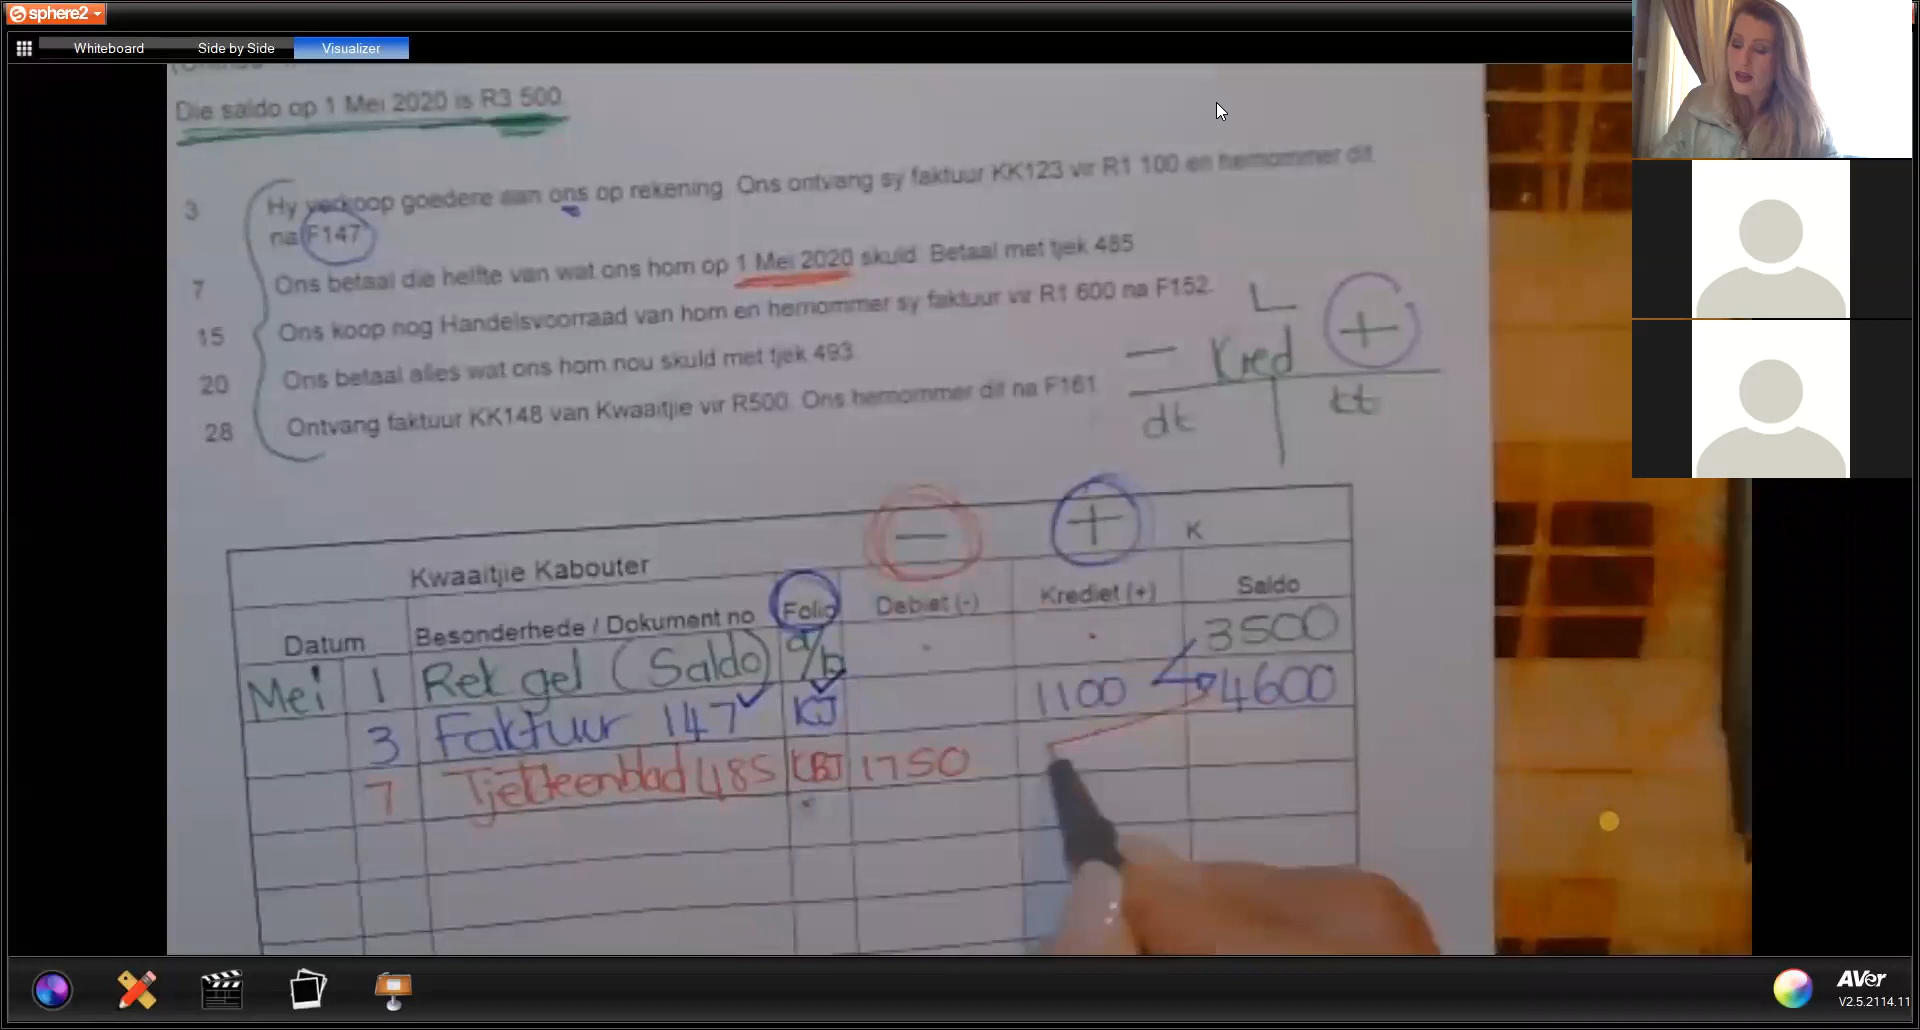 sphere2
Whiteboard Side by Side Visualizer
Die saldo op 1 Mei 2020 is R3 500
3 Hy verkoop goedere aan ons op rekening. Ons ontvang sy faktuur KK123 vir R1 100 en hernommer dit
na F147
7 Ons betaal die helfte van wat ons hom op 1 Mei 2020 skuld. Betaal met tjek 485
15 Ons koop nog Handelsvoorraad van hom en hernommer sy faktuur vir R1 600 na F152.
20 Ons betaal alles wat ons hom nou skuld met tjek 493.
28 Ontvang faktuur KK148 van Kwaaitjie vir R500. Ons hernommer dit na F161.
L
— Kred +
dt kt
— +
Kwaaitjie Kabouter K
Datum Besonderhede / Dokument no Folio Debiet (-) Krediet (+) Saldo
Mei 1 Rek gel (Saldo) a/b 3500
3 Faktuur 147 KJ 1100 4600
7 Tjekteenblad 485 KBJ 1750
AVer
V2.5.2114.11